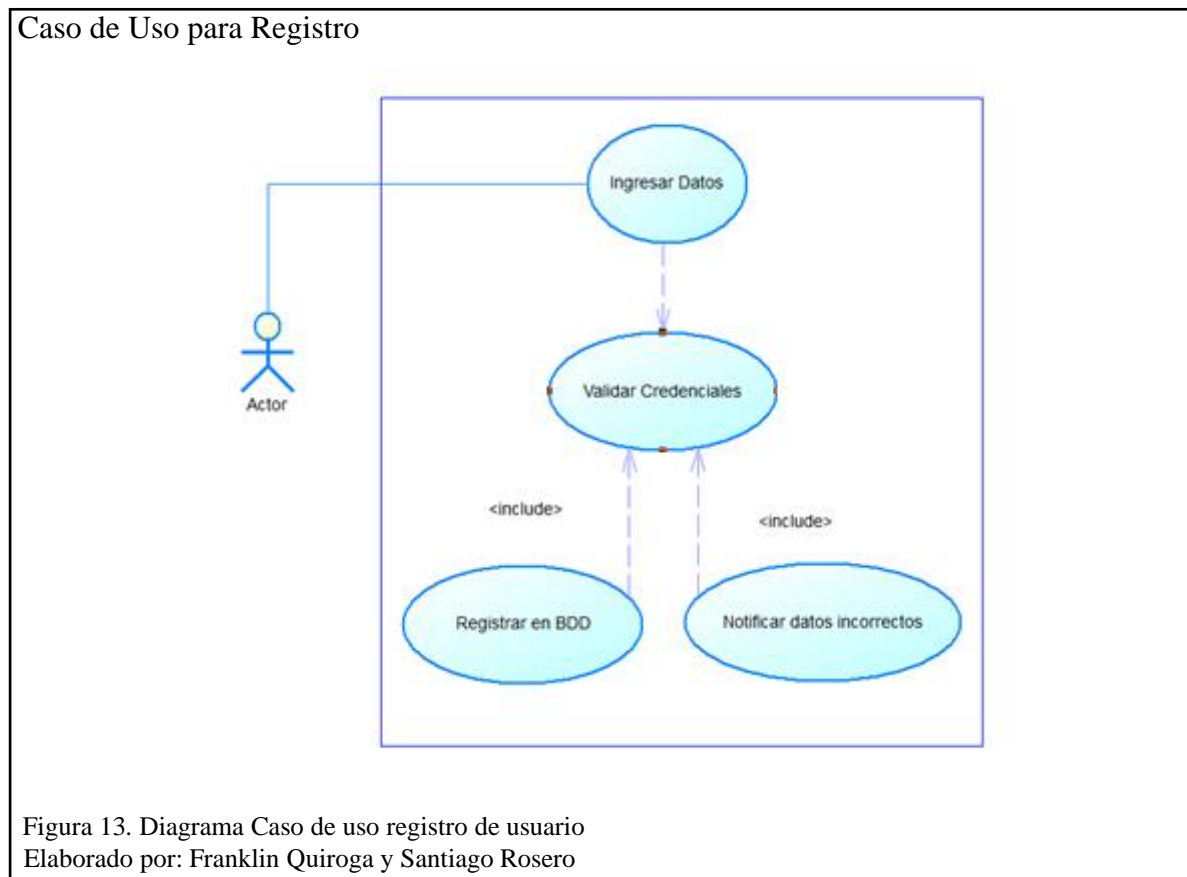 Caso de Uso para Registro
Ingresar Datos
Validar Credenciales
Actor
<include>
<include>
Registrar en BDD
Notificar datos incorrectos
Figura 13. Diagrama Caso de uso registro de usuario
Elaborado por: Franklin Quiroga y Santiago Rosero